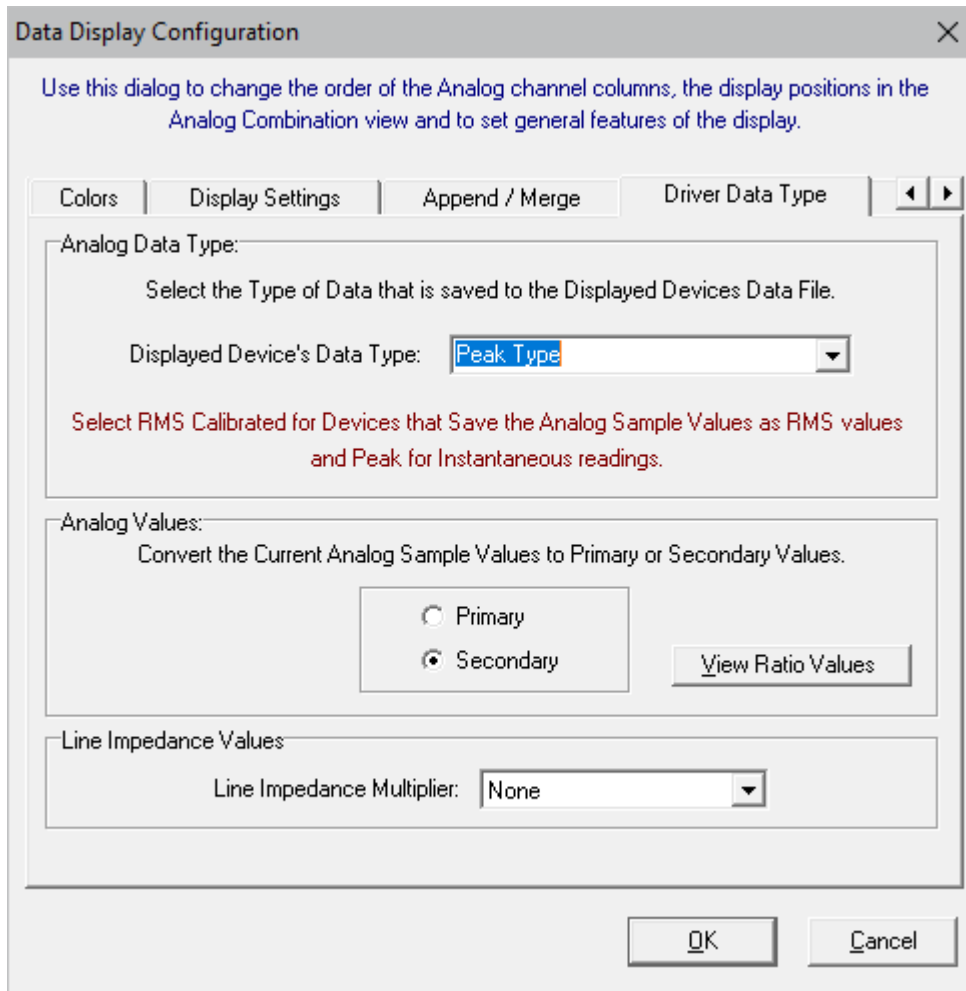 Data Display Configuration
Use this dialog to change the order of the Analog channel columns, the display positions in the
Analog Combination view and to set general features of the display.
Colors
Display Settings
Append / Merge
Driver Data Type
Analog Data Type:
Select the Type of Data that is saved to the Displayed Devices Data File.
Displayed Device's Data Type: Peak Type
Select RMS Calibrated for Devices that Save the Analog Sample Values as RMS values
and Peak for Instantaneous readings.
Analog Values:
Convert the Current Analog Sample Values to Primary or Secondary Values.
Primary
Secondary
View Ratio Values
Line Impedance Values
Line Impedance Multiplier: None
OK
Cancel